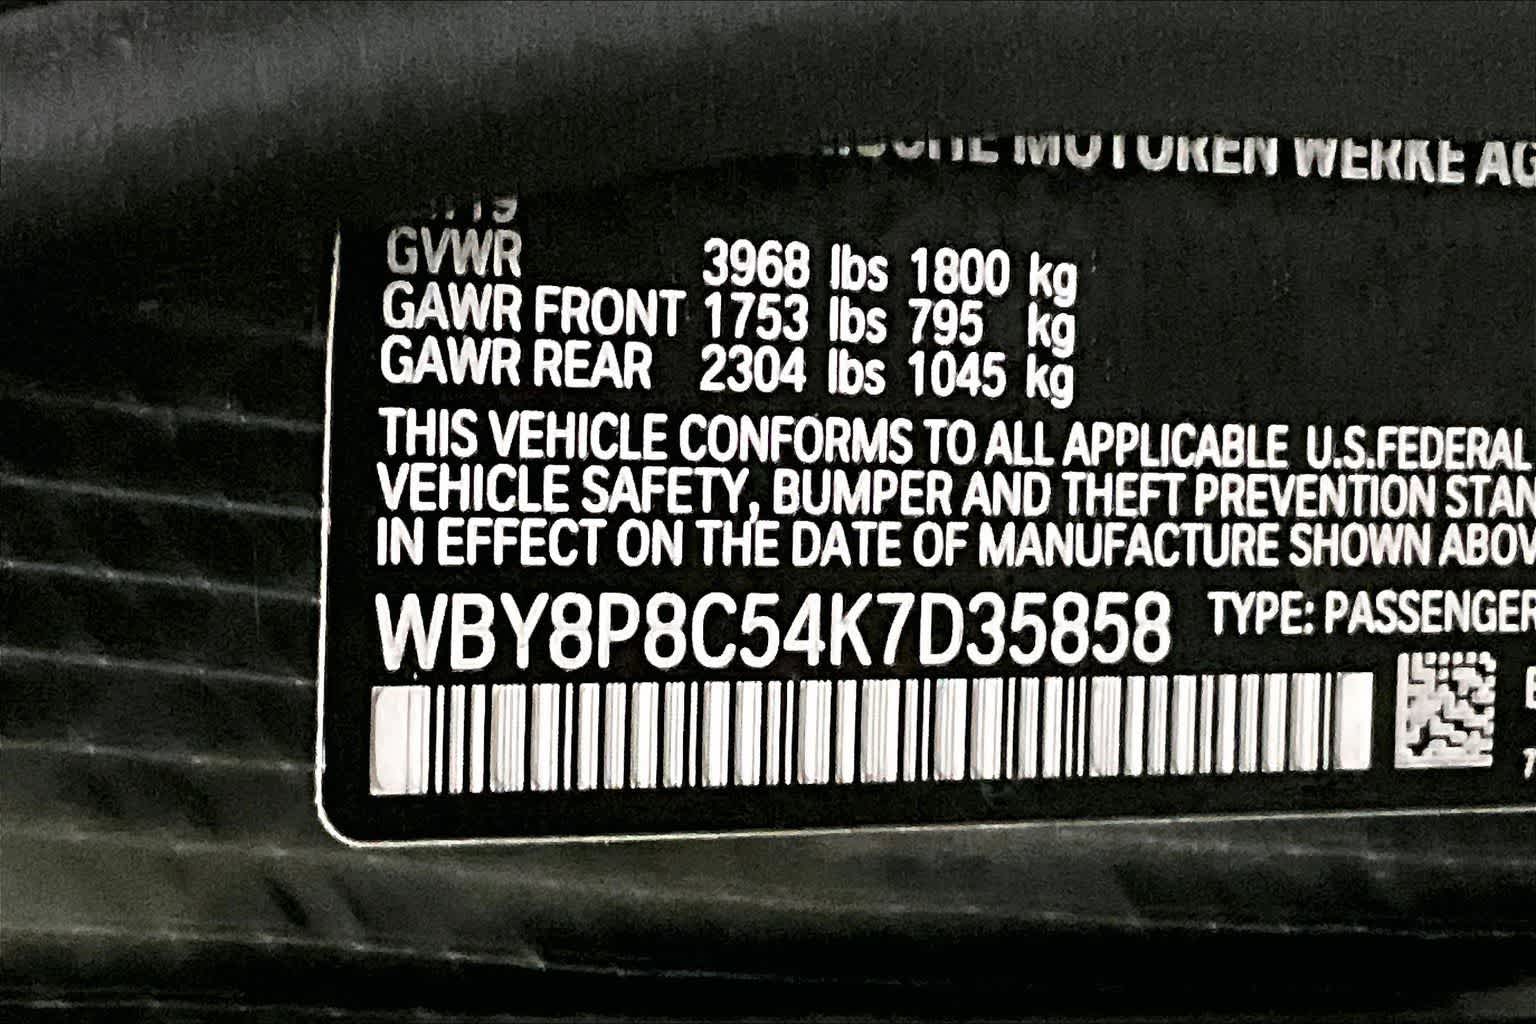 MOTOREN WERKE AG
GVWR 3968 lbs 1800 kg
GAWR FRONT 1753 lbs 795 kg
GAWR REAR 2304 lbs 1045 kg
THIS VEHICLE CONFORMS TO ALL APPLICABLE U.S.FEDERAL
VEHICLE SAFETY, BUMPER AND THEFT PREVENTION STAN
IN EFFECT ON THE DATE OF MANUFACTURE SHOWN ABOV
WBY8P8C54K7D35858 TYPE: PASSENGER